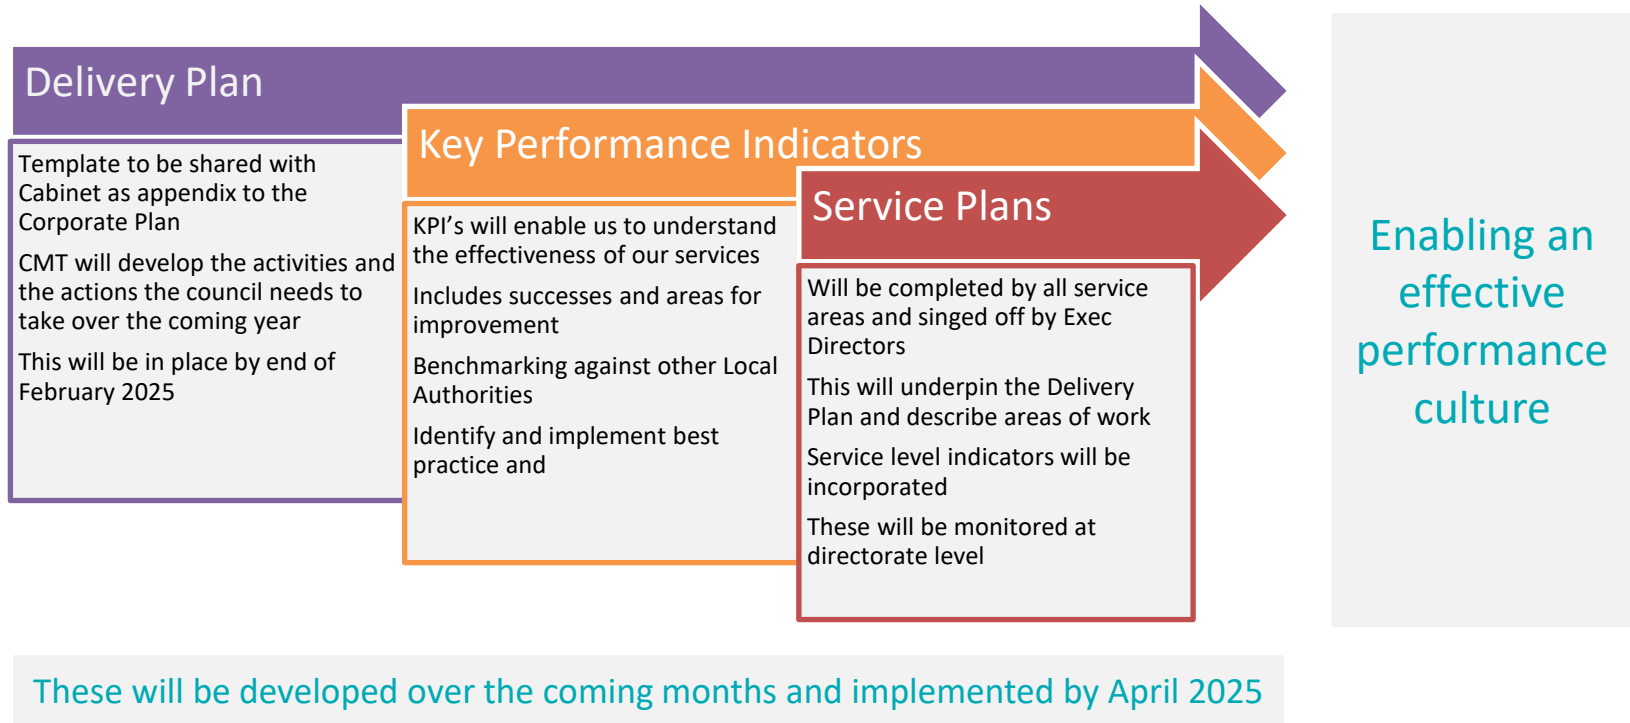 Delivery Plan
Template to be shared with
Cabinet as appendix to the
Corporate Plan
CMT will develop the activities and
the actions the council needs to
take over the coming year
This will be in place by end of
February 2025
Key Performance Indicators
KPI’s will enable us to understand
the effectiveness of our services
Includes successes and areas for
improvement
Benchmarking against other Local
Authorities
Identify and implement best
practice and
Service Plans
Will be completed by all service
areas and singed off by Exec
Directors
This will underpin the Delivery
Plan and describe areas of work
Service level indicators will be
incorporated
These will be monitored at
directorate level
Enabling an
effective
performance
culture
These will be developed over the coming months and implemented by April 2025